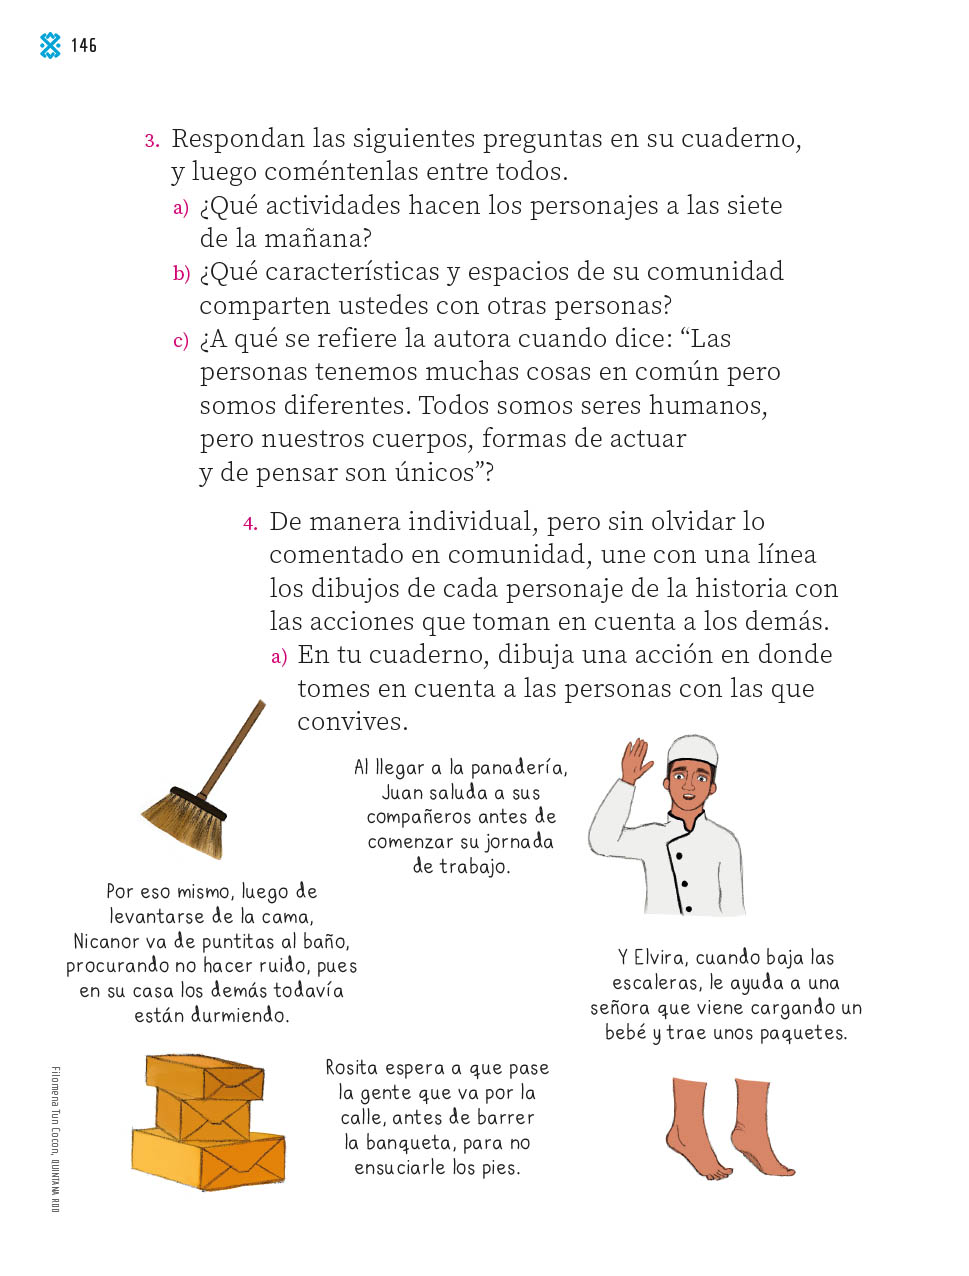 146
3. Respondan las siguientes preguntas en su cuaderno,
y luego coméntenlas entre todos.
a) ¿Qué actividades hacen los personajes a las siete
de la mañana?
b) ¿Qué características y espacios de su comunidad
comparten ustedes con otras personas?
c) ¿A qué se refiere la autora cuando dice: “Las
personas tenemos muchas cosas en común pero
somos diferentes. Todos somos seres humanos,
pero nuestros cuerpos, formas de actuar
y de pensar son únicos”?
4. De manera individual, pero sin olvidar lo
comentado en comunidad, une con una línea
los dibujos de cada personaje de la historia con
las acciones que toman en cuenta a los demás.
a) En tu cuaderno, dibuja una acción en donde
tomes en cuenta a las personas con las que
convives.
Al llegar a la panadería,
Juan saluda a sus
compañeros antes de
comenzar su jornada
de trabajo.
Por eso mismo, luego de
levantarse de la cama,
Nicanor va de puntitas al baño,
procurando no hacer ruido, pues
en su casa los demás todavía
están durmiendo.
Y Elvira, cuando baja las
escaleras, le ayuda a una
señora que viene cargando un
bebé y trae unos paquetes.
Rosita espera a que pase
la gente que va por la
calle, antes de barrer
la banqueta, para no
ensuciarle los pies.
Filomena Tun Cocon, QUINTANA ROO